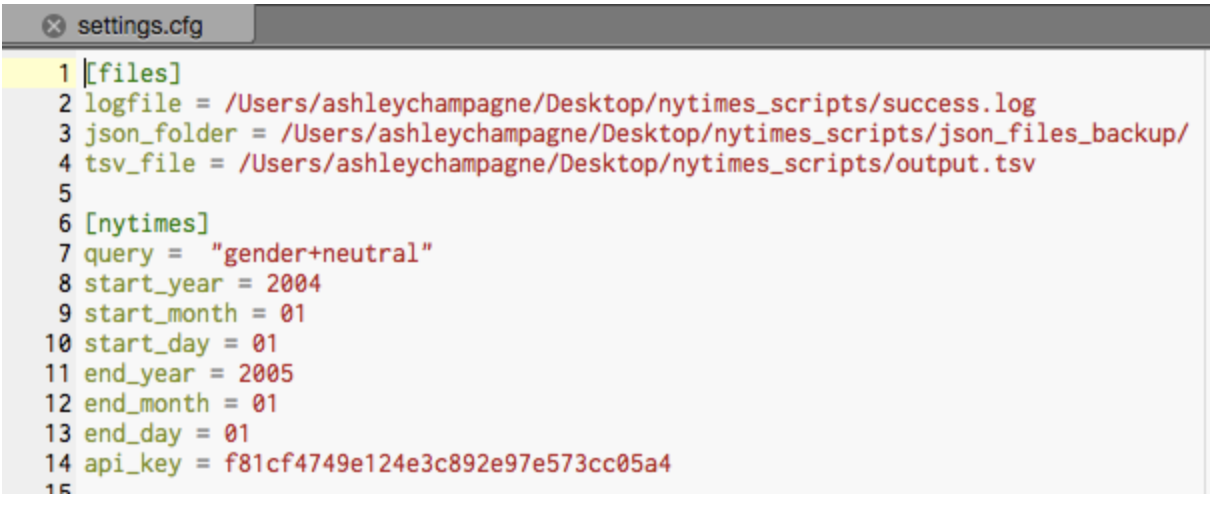 settings.cfg
1 [files]
2 logfile = /Users/ashleychampagne/Desktop/nytimes_scripts/success.log
3 json_folder = /Users/ashleychampagne/Desktop/nytimes_scripts/json_files_backup/
4 tsv_file = /Users/ashleychampagne/Desktop/nytimes_scripts/output.tsv
5
6 [nytimes]
7 query =  "gender+neutral"
8 start_year = 2004
9 start_month = 01
10 start_day = 01
11 end_year = 2005
12 end_month = 01
13 end_day = 01
14 api_key = f81cf4749e124e3c892e97e573cc05a4
15